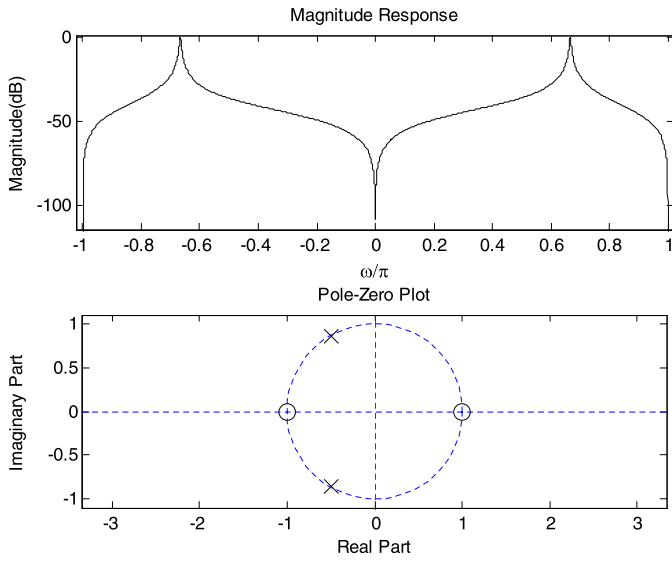 Magnitude Response
Magnitude(dB)
0
-50
-100
-1 -0.8 -0.6 -0.4 -0.2 0 0.2 0.4 0.6 0.8 1
ω/π
Pole-Zero Plot
Imaginary Part
1
0.5
0
-0.5
-1
-3 -2 -1 0 1 2 3
Real Part